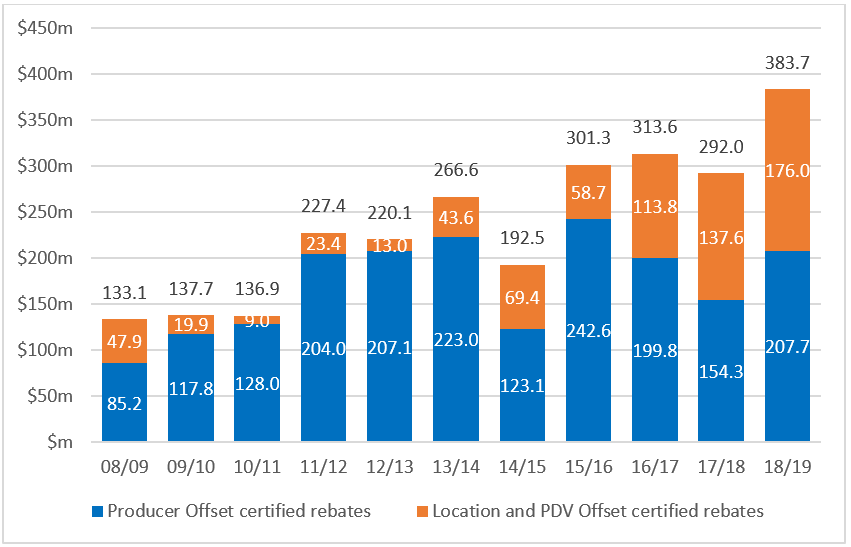 $450m
$400m
$350m
$300m
$250m
$200m
$150m
$100m
$50m
$m
133.1
47.9
85.2
137.7
19.9
117.8
136.9
9.0
128.0
227.4
23.4
204.0
220.1
13.0
207.1
266.6
43.6
223.0
192.5
69.4
123.1
301.3
58.7
242.6
313.6
113.8
199.8
292.0
137.6
154.3
383.7
176.0
207.7
08/09 09/10 10/11 11/12 12/13 13/14 14/15 15/16 16/17 17/18 18/19
Producer Offset certified rebates Location and PDV Offset certified rebates